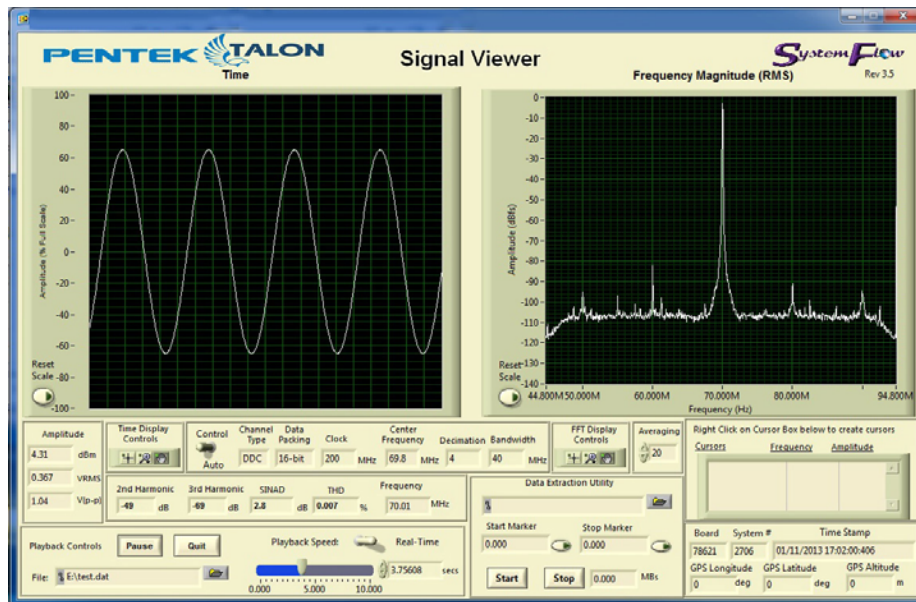 PENTEK TALON
Signal Viewer
SystemFlow
Rev 3.5
Time
Frequency Magnitude (RMS)
Amplitude (% Full Scale)
100
80
60
40
20
0
-20
-40
-60
-80
-100
Reset
Scale
Amplitude (dBfs)
0
-10
-20
-30
-40
-50
-60
-70
-80
-90
-100
-110
-120
-130
-140
Reset
Scale
44.800M 50.000M 60.000M 70.000M 80.000M 94.800M
Frequency (Hz)
Amplitude
4.31 dBm
0.367 VRMS
1.04 V(p-p)
Time Display
Controls
Control
Auto
Channel
Type
DDC
Data
Packing
16-bit
Clock
200 MHz
Center
Frequency
69.8 MHz
Decimation
4
Bandwidth
40 MHz
FFT Display
Controls
Averaging
20
Right Click on Cursor Box below to create cursors
Cursors Frequency Amplitude
2nd Harmonic
-49 dB
3rd Harmonic
-69 dB
SINAD
2.8 dB
THD
0.007 %
Frequency
70.01 MHz
Data Extraction Utility
Start Marker
0.000
Stop Marker
0.000
Start Stop 0.000 MBs
Playback Controls Pause Quit
Playback Speed: Real-Time
File: E:\test.dat
0.000 5.000 10.000
3.75608 secs
Board System # Time Stamp
78621 2706 01/11/2013 17:02:00:406
GPS Longitude GPS Latitude GPS Altitude
0 deg 0 deg 0 m